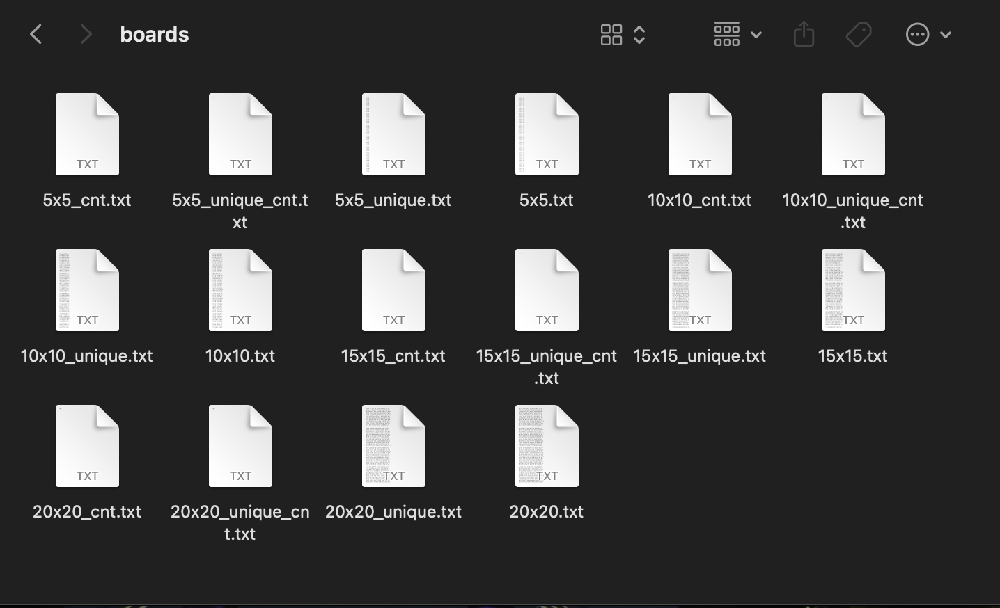 boards
TXT TXT TXT TXT TXT TXT
5x5_cnt.txt 5x5_unique_cnt.t 5x5_unique.txt 5x5.txt 10x10_cnt.txt 10x10_unique_cnt
xt .txt
TXT TXT TXT TXT TXT TXT
10x10_unique.txt 10x10.txt 15x15_cnt.txt 15x15_unique_cnt 15x15_unique.txt 15x15.txt
.txt
TXT TXT TXT TXT
20x20_cnt.txt 20x20_unique_cn 20x20_unique.txt 20x20.txt
t.txt